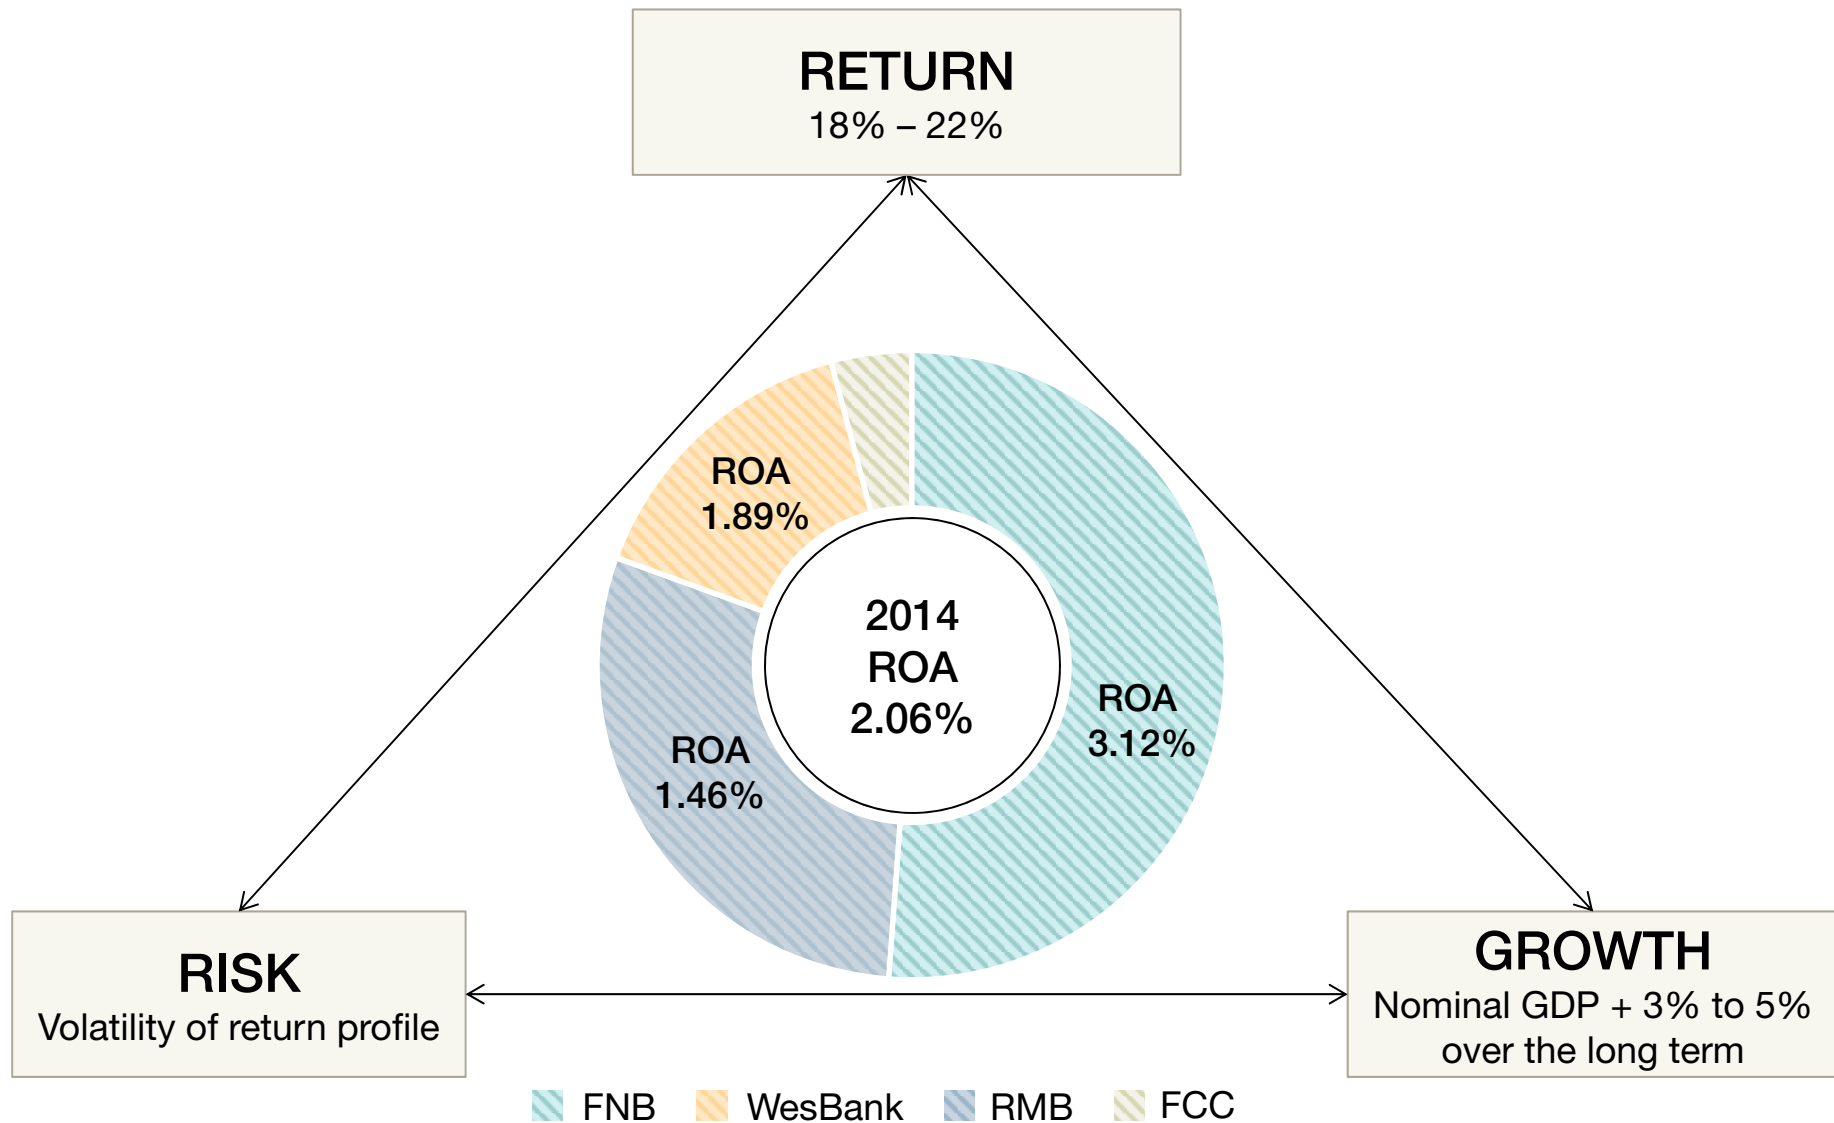 RETURN
18% – 22%
ROA
1.89%
2014
ROA
2.06%
ROA
3.12%
ROA
1.46%
RISK
Volatility of return profile
GROWTH
Nominal GDP + 3% to 5%
over the long term
FNB
WesBank
RMB
FCC